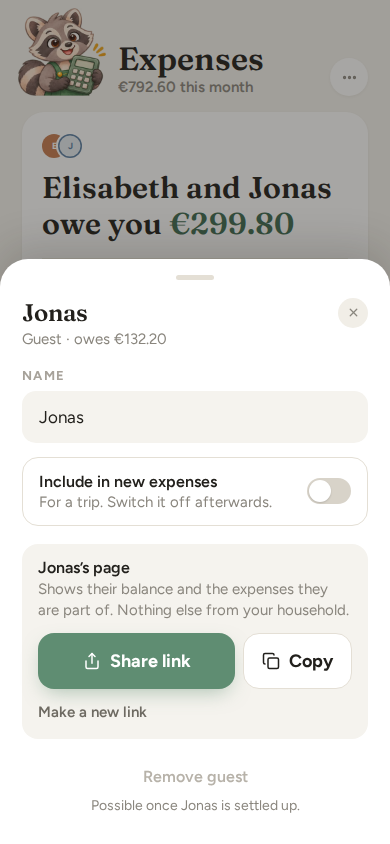 Expenses
€792.60 this month
E J
Elisabeth and Jonas
owe you €299.80
Jonas
Guest · owes €132.20
NAME
Jonas
Include in new expenses
For a trip. Switch it off afterwards.
Jonas’s page
Shows their balance and the expenses they
are part of. Nothing else from your household.
Share link
Copy
Make a new link
Remove guest
Possible once Jonas is settled up.